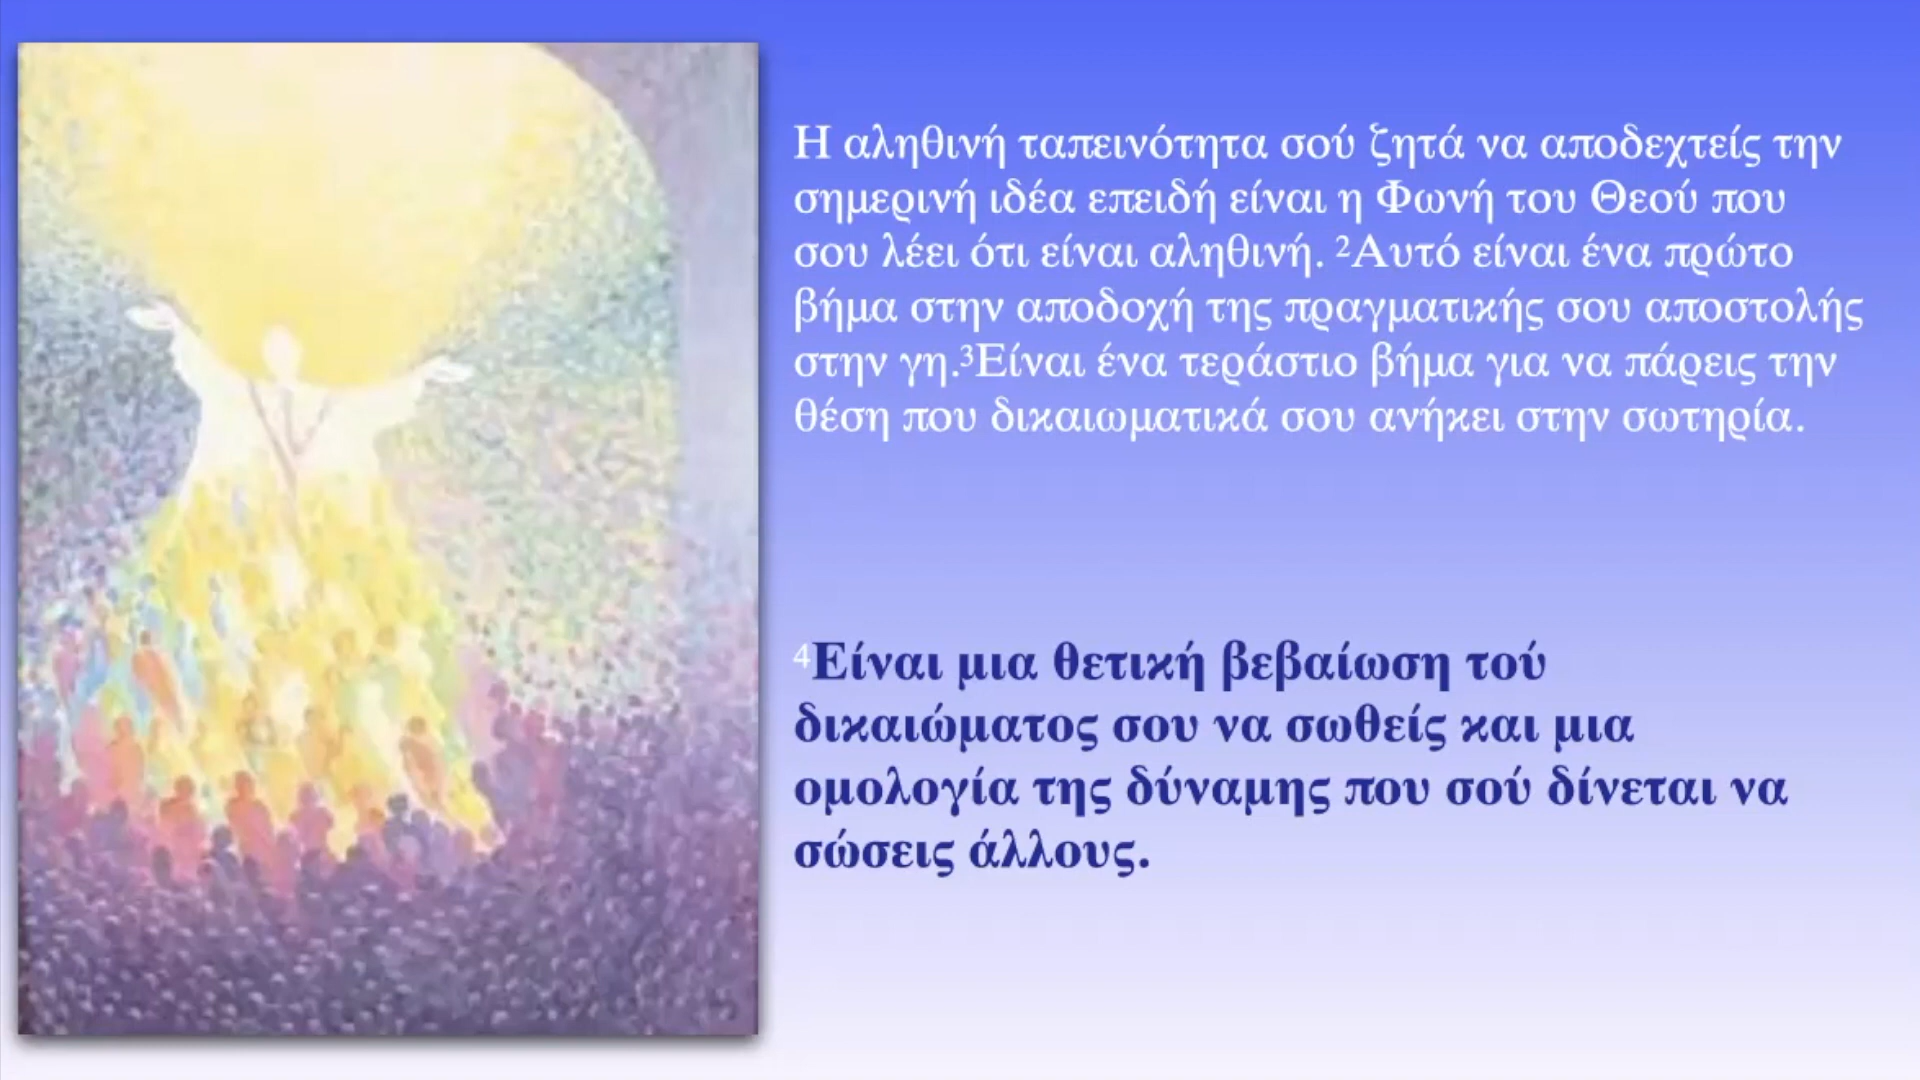 Η αληθινή ταπεινότητα σού ζητά να αποδεχτείς την
σημερινή ιδέα επειδή είναι η Φωνή του Θεού που
σου λέει ότι είναι αληθινή. ²Αυτό είναι ένα πρώτο
βήμα στην αποδοχή της πραγματικής σου αποστολής
στην γη.³Είναι ένα τεράστιο βήμα για να πάρεις την
θέση που δικαιωματικά σου ανήκει στην σωτηρία.
⁴Είναι μια θετική βεβαίωση τού
δικαιώματος σου να σωθείς και μια
ομολογία της δύναμης που σού δίνεται να
σώσεις άλλους.